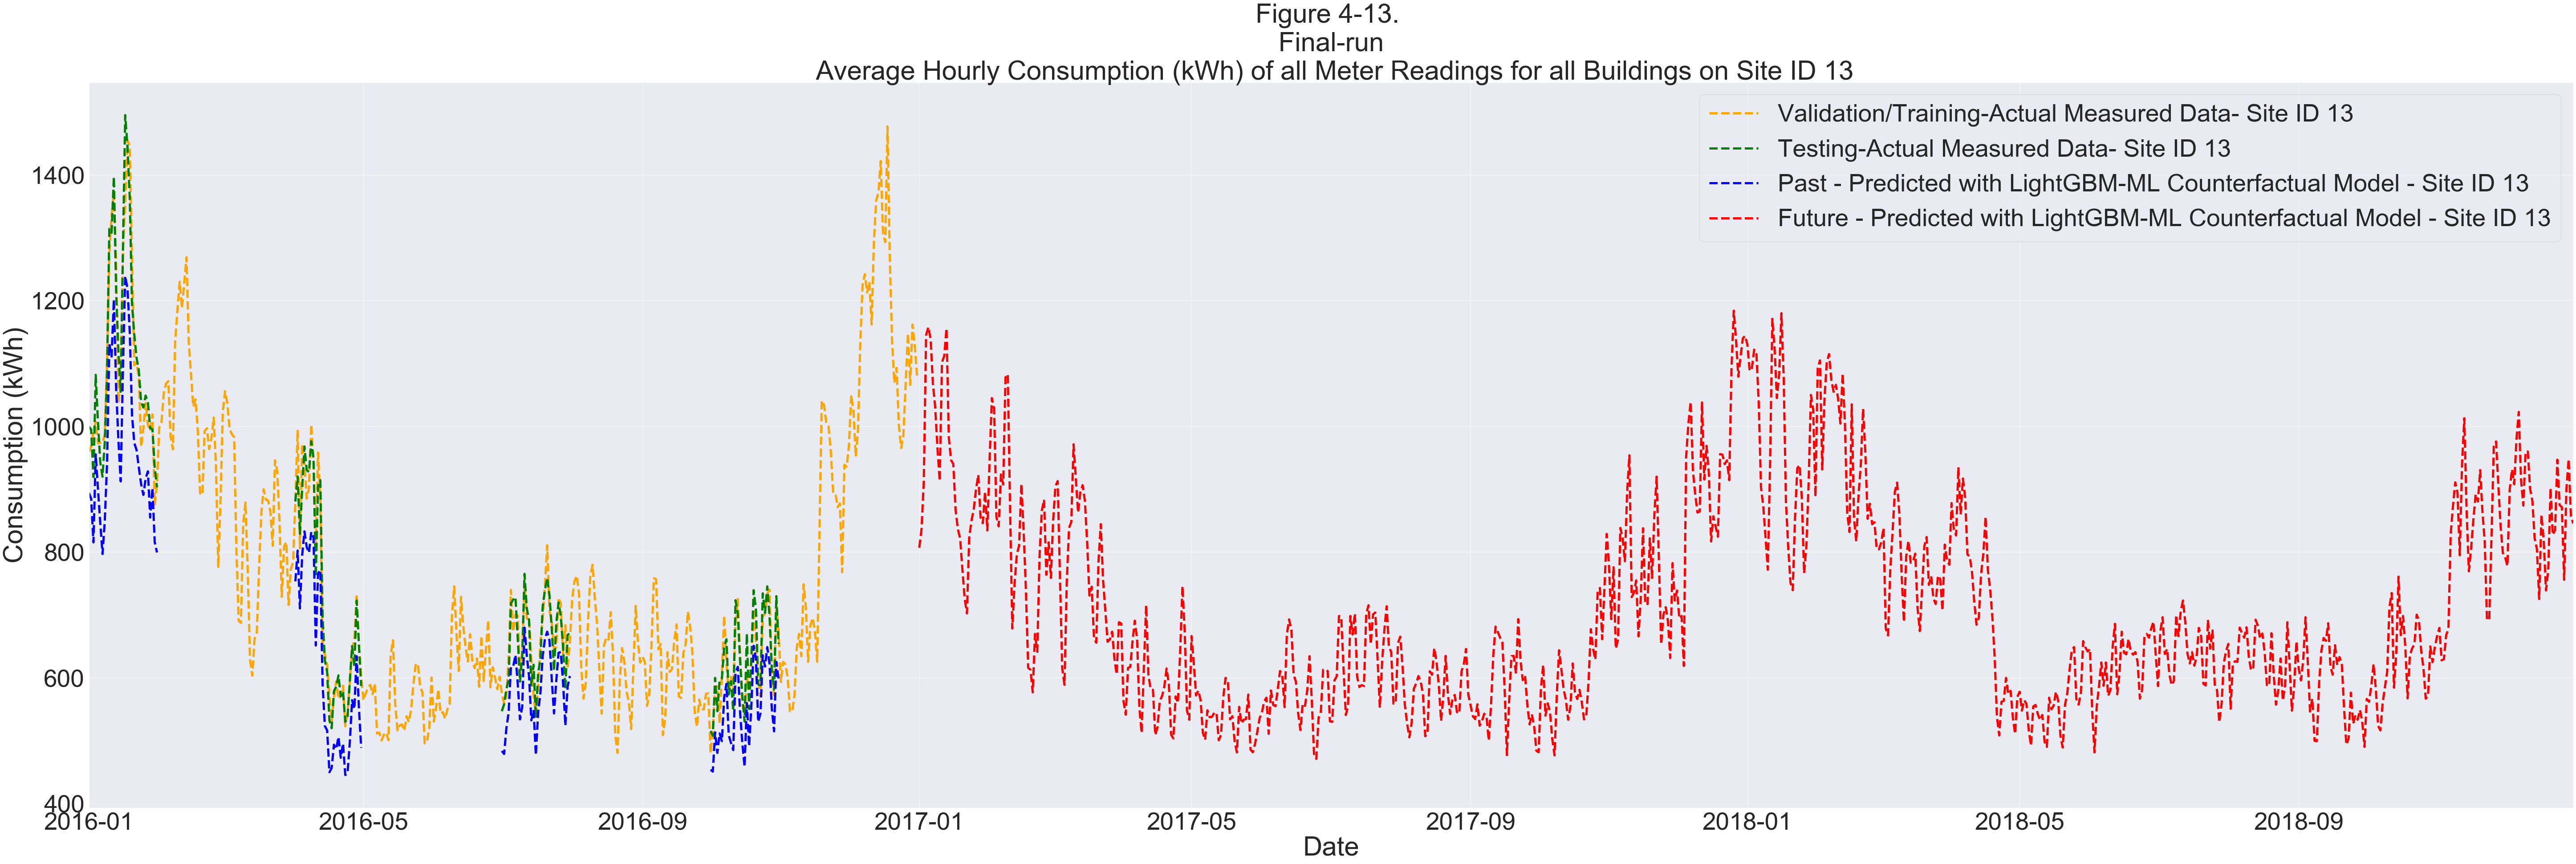 Figure 4-13.
Final-run
Average Hourly Consumption (kWh) of all Meter Readings for all Buildings on Site ID 13
Validation/Training-Actual Measured Data- Site ID 13
Testing-Actual Measured Data- Site ID 13
Past - Predicted with LightGBM-ML Counterfactual Model - Site ID 13
Future - Predicted with LightGBM-ML Counterfactual Model - Site ID 13
Consumption (kWh)
1400
1200
1000
800
600
400
2016-01
2016-05
2016-09
2017-01
2017-05
2017-09
2018-01
2018-05
2018-09
Date